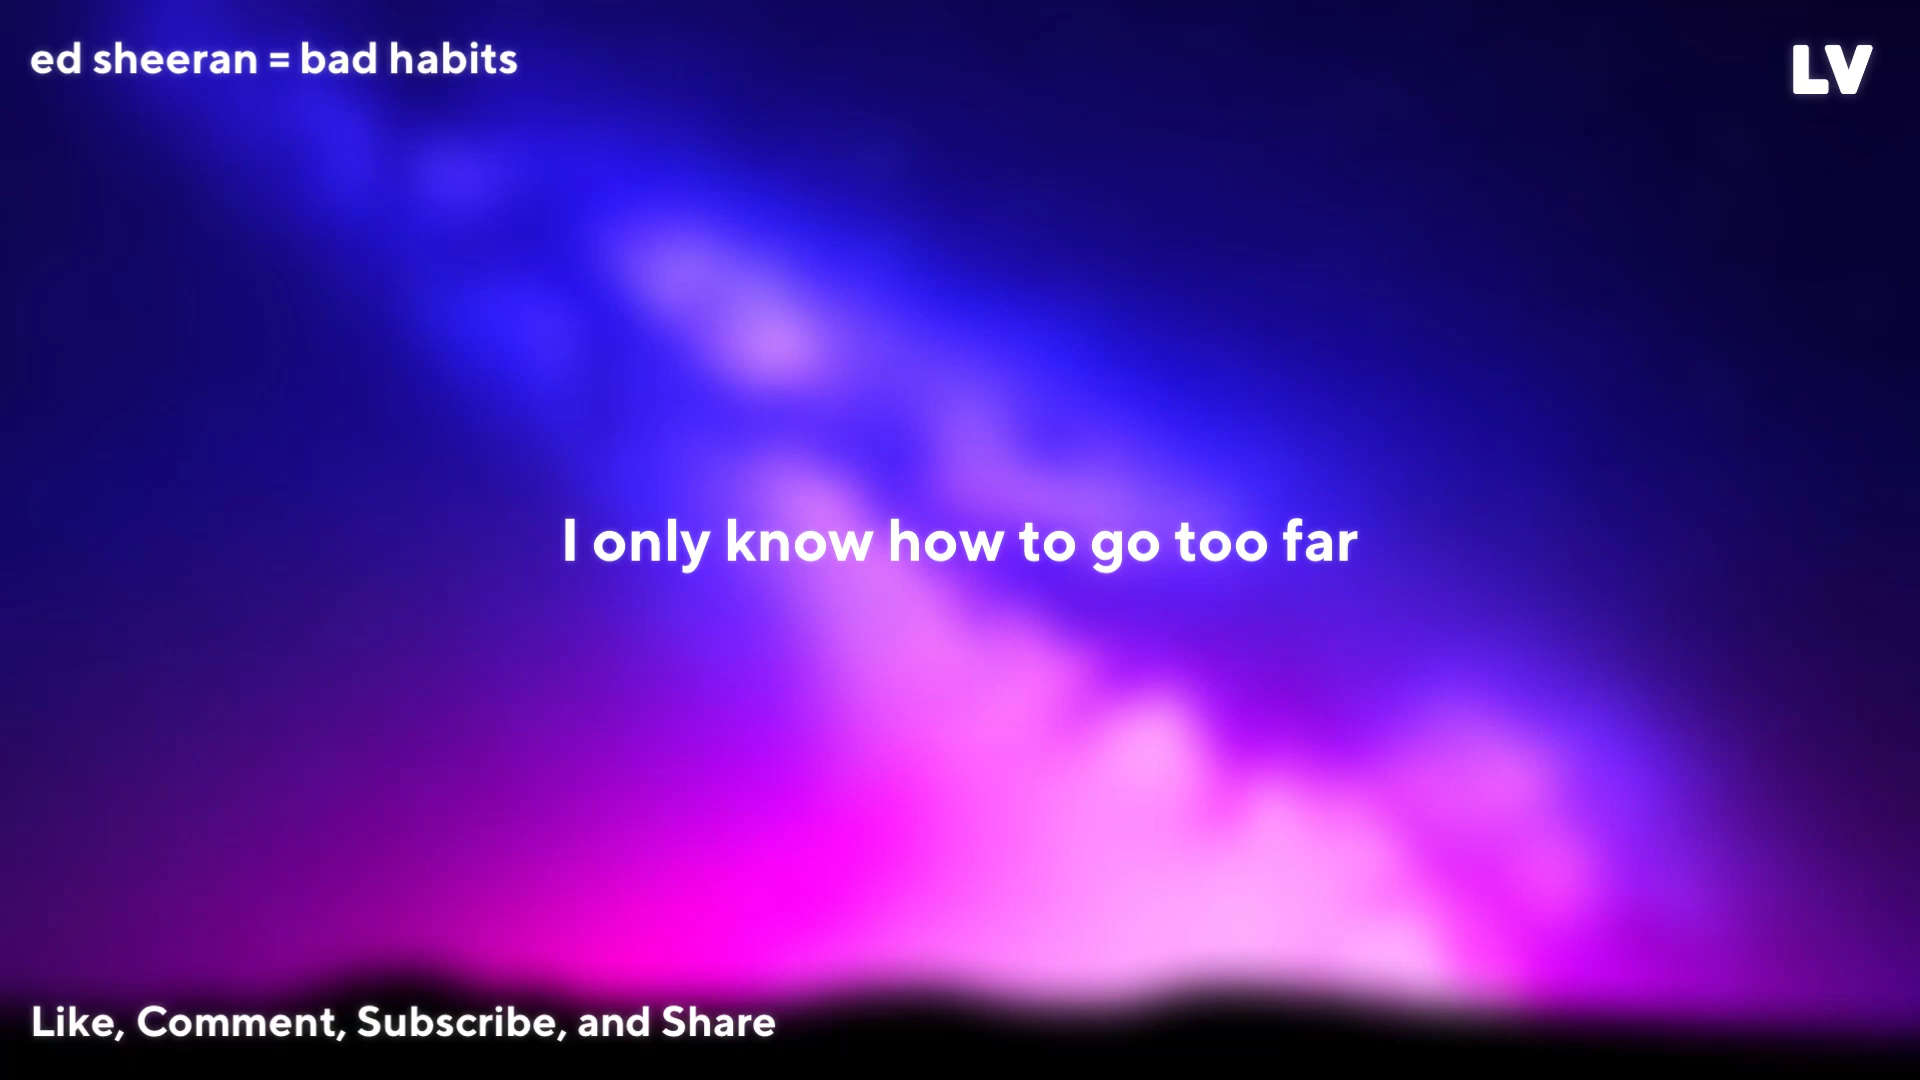 ed sheeran = bad habits
LV
I only know how to go too far
Like, Comment, Subscribe, and Share